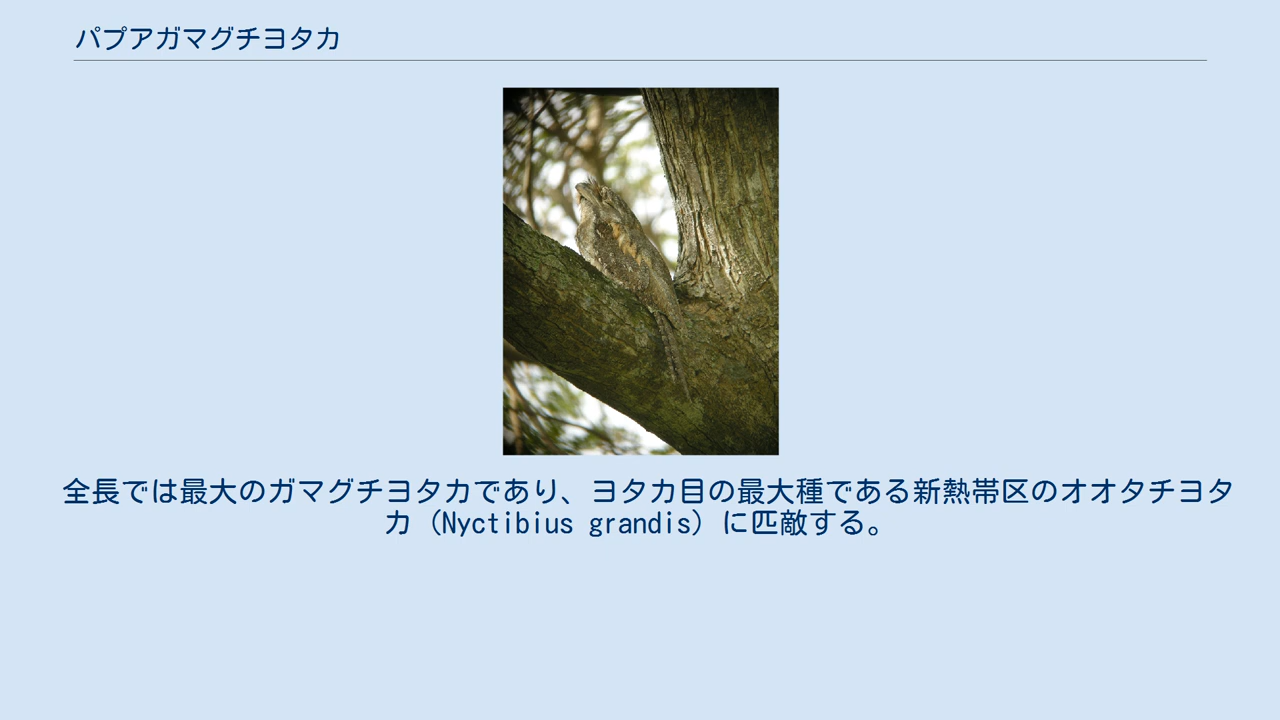 パプアガマグチヨタカ
全長では最大のガマグチヨタカであり、ヨタカ目の最大種である新熱帯区のオオタチヨタ
カ（Nyctibius grandis）に匹敵する。